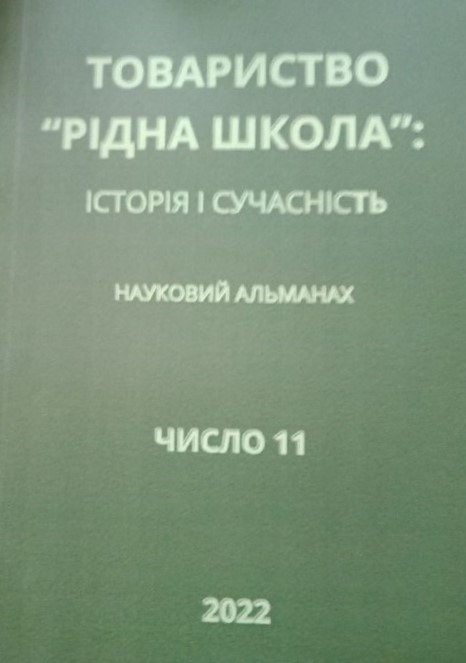 ТОВАРИСТВО
“РІДНА ШКОЛА”:
ІСТОРІЯ І СУЧАСНІСТЬ
НАУКОВИЙ АЛЬМАНАХ
ЧИСЛО 11
2022